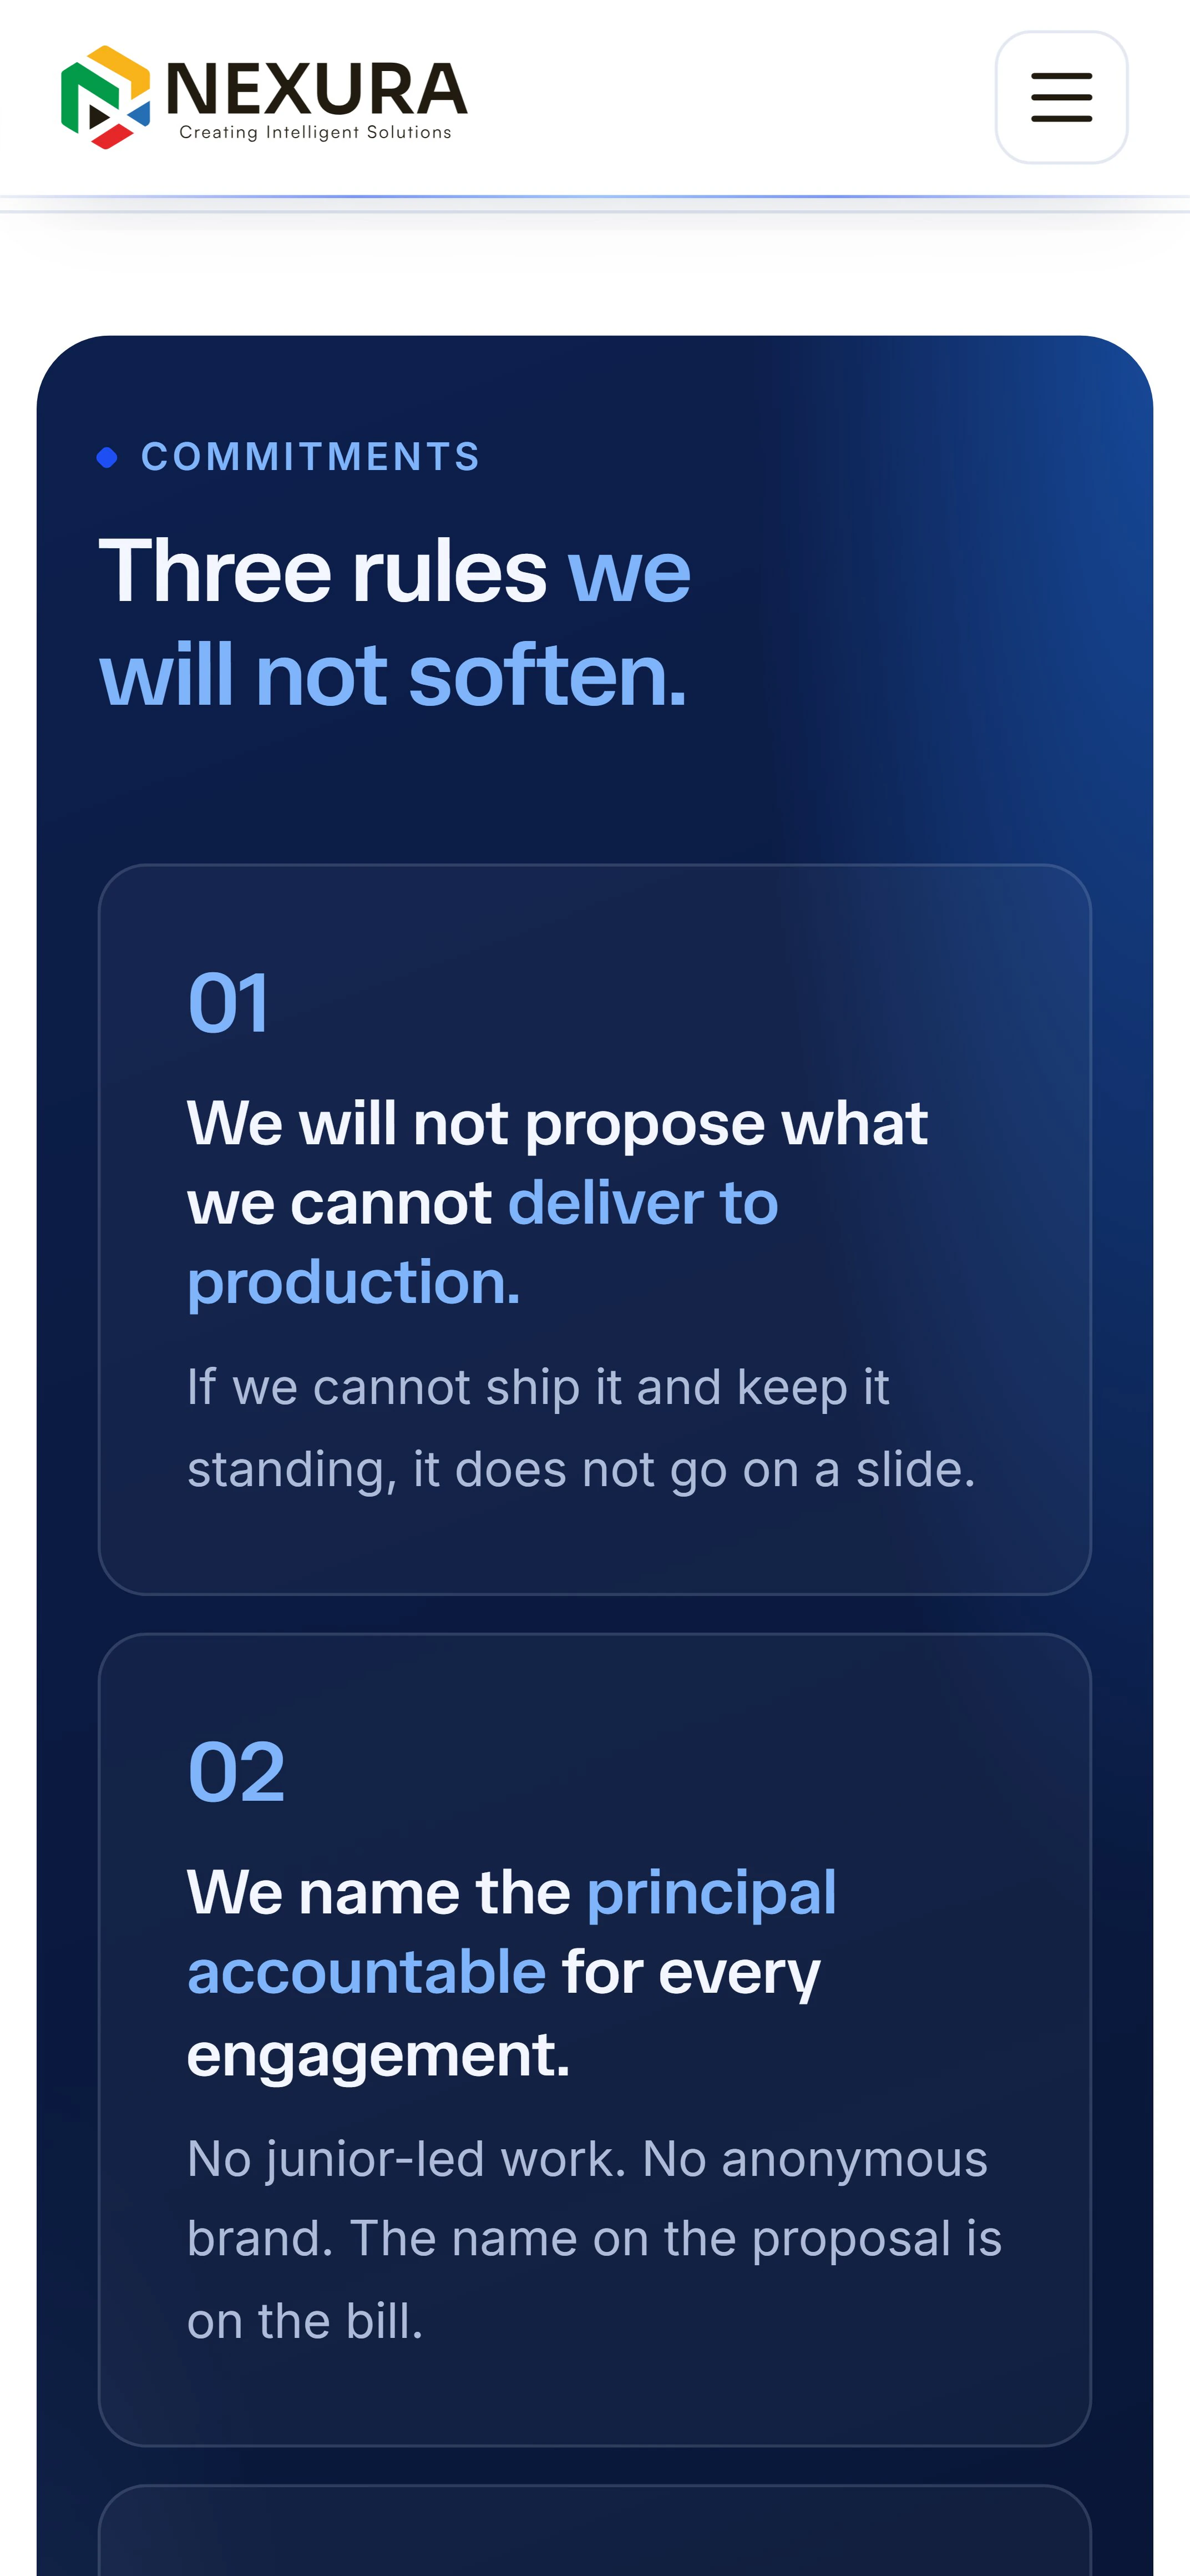 NEXURA
Creating Intelligent Solutions
COMMITMENTS
Three rules we
will not soften.
01
We will not propose what
we cannot deliver to
production.
If we cannot ship it and keep it
standing, it does not go on a slide.
02
We name the principal
accountable for every
engagement.
No junior-led work. No anonymous
brand. The name on the proposal is
on the bill.